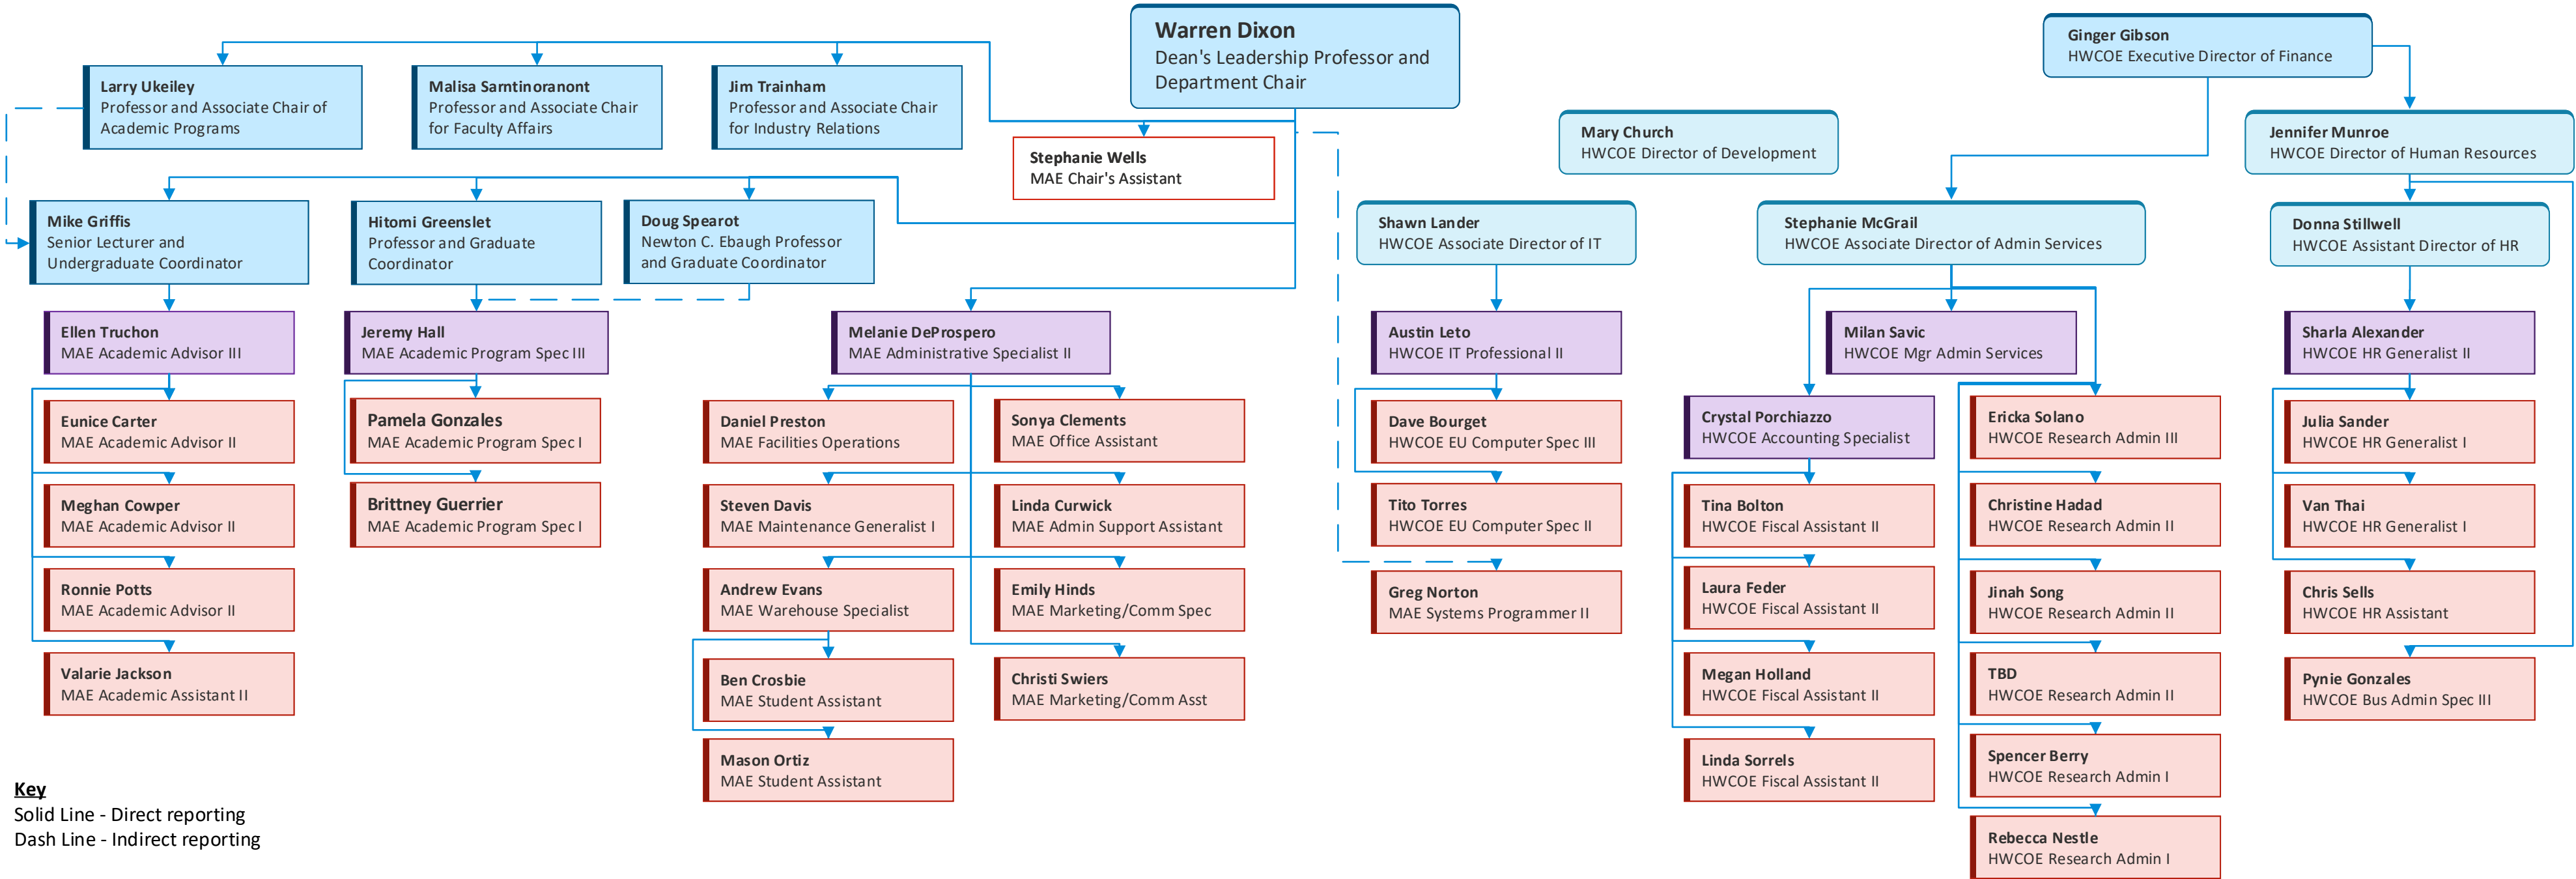 Warren Dixon
Dean's Leadership Professor and
Department Chair
Ginger Gibson
HWCOE Executive Director of Finance
Larry Ukeiley
Professor and Associate Chair of
Academic Programs
Malisa Samtinoranont
Professor and Associate Chair
for Faculty Affairs
Jim Trainham
Professor and Associate Chair
for Industry Relations
Stephanie Wells
MAE Chair's Assistant
Mary Church
HWCOE Director of Development
Jennifer Munroe
HWCOE Director of Human Resources
Mike Griffis
Senior Lecturer and
Undergraduate Coordinator
Hitomi Greenslet
Professor and Graduate
Coordinator
Doug Spearot
Newton C. Ebaugh Professor
and Graduate Coordinator
Shawn Lander
HWCOE Associate Director of IT
Stephanie McGrail
HWCOE Associate Director of Admin Services
Donna Stillwell
HWCOE Assistant Director of HR
Ellen Truchon
MAE Academic Advisor III
Jeremy Hall
MAE Academic Program Spec III
Melanie DeProspero
MAE Administrative Specialist II
Austin Leto
HWCOE IT Professional II
Milan Savic
HWCOE Mgr Admin Services
Sharla Alexander
HWCOE HR Generalist II
Eunice Carter
MAE Academic Advisor II
Meghan Cowper
MAE Academic Advisor II
Ronnie Potts
MAE Academic Advisor II
Valarie Jackson
MAE Academic Assistant II
Pamela Gonzales
MAE Academic Program Spec I
Brittney Guerrier
MAE Academic Program Spec I
Daniel Preston
MAE Facilities Operations
Steven Davis
MAE Maintenance Generalist I
Andrew Evans
MAE Warehouse Specialist
Ben Crosbie
MAE Student Assistant
Mason Ortiz
MAE Student Assistant
Sonya Clements
MAE Office Assistant
Linda Curwick
MAE Admin Support Assistant
Emily Hinds
MAE Marketing/Comm Spec
Christi Swiers
MAE Marketing/Comm Asst
Dave Bourget
HWCOE EU Computer Spec III
Tito Torres
HWCOE EU Computer Spec II
Greg Norton
MAE Systems Programmer II
Crystal Porchiazzo
HWCOE Accounting Specialist
Tina Bolton
HWCOE Fiscal Assistant II
Laura Feder
HWCOE Fiscal Assistant II
Megan Holland
HWCOE Fiscal Assistant II
Linda Sorrels
HWCOE Fiscal Assistant II
Ericka Solano
HWCOE Research Admin III
Christine Hadad
HWCOE Research Admin II
Jinah Song
HWCOE Research Admin II
TBD
HWCOE Research Admin II
Spencer Berry
HWCOE Research Admin I
Rebecca Nestle
HWCOE Research Admin I
Julia Sander
HWCOE HR Generalist I
Van Thai
HWCOE HR Generalist I
Chris Sells
HWCOE HR Assistant
Pynie Gonzales
HWCOE Bus Admin Spec III
Key
Solid Line - Direct reporting
Dash Line - Indirect reporting